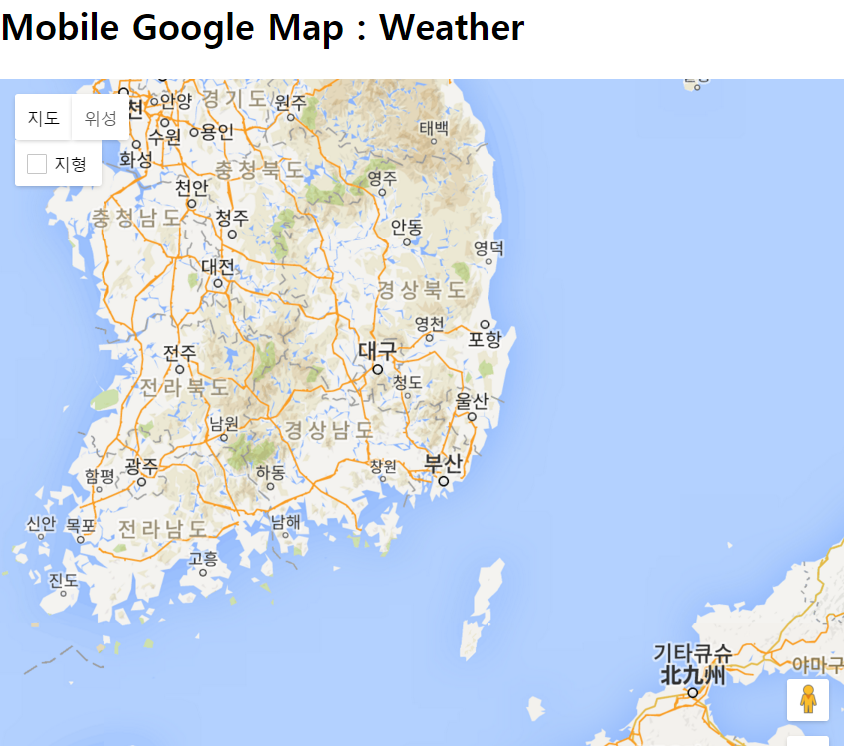 Mobile Google Map : Weather
지도 위성
지형
천
안양
경기도
원주
수원
용인
태백
화성
충청북도
영주
천안
충청남도
청주
안동
영덕
대전
경상북도
영천
포항
전주
대구
청도
전라북도
울산
남원
경상남도
함평
광주
하동
창원
부산
신안
목포
전라남도
남해
고흥
진도
기타큐슈
北九州
야마구